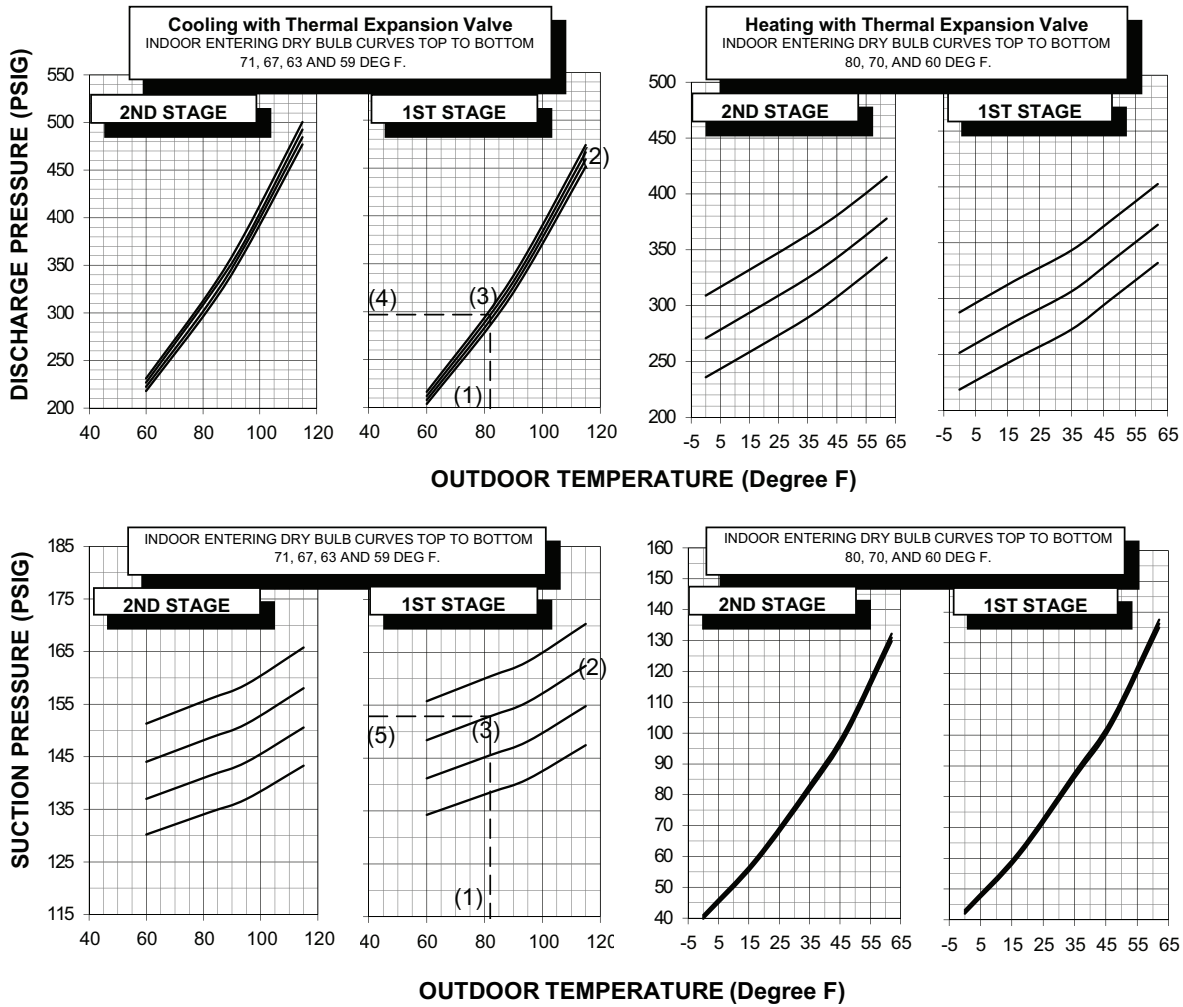 Cooling with Thermal Expansion Valve
INDOOR ENTERING DRY BULB CURVES TOP TO BOTTOM
71, 67, 63 AND 59 DEG F.
Heating with Thermal Expansion Valve
INDOOR ENTERING DRY BULB CURVES TOP TO BOTTOM
80, 70, AND 60 DEG F.
DISCHARGE PRESSURE (PSIG)
2ND STAGE
1ST STAGE
2ND STAGE
1ST STAGE
550
500
450
400
350
300
250
200
40 60 80 100 120
(2)
(3)
(4)
(1)
40 60 80 100 120
500
450
400
350
300
250
200
-5 5 15 25 35 45 55 65
-5 5 15 25 35 45 55 65
OUTDOOR TEMPERATURE (Degree F)
INDOOR ENTERING DRY BULB CURVES TOP TO BOTTOM
71, 67, 63 AND 59 DEG F.
INDOOR ENTERING DRY BULB CURVES TOP TO BOTTOM
80, 70, AND 60 DEG F.
SUCTION PRESSURE (PSIG)
2ND STAGE
1ST STAGE
2ND STAGE
1ST STAGE
185
175
165
155
145
135
125
115
40 60 80 100 120
(2)
(3)
(5)
(1)
40 60 80 100 120
160
150
140
130
120
110
100
90
80
70
60
50
40
-5 5 15 25 35 45 55 65
-5 5 15 25 35 45 55 65
OUTDOOR TEMPERATURE (Degree F)